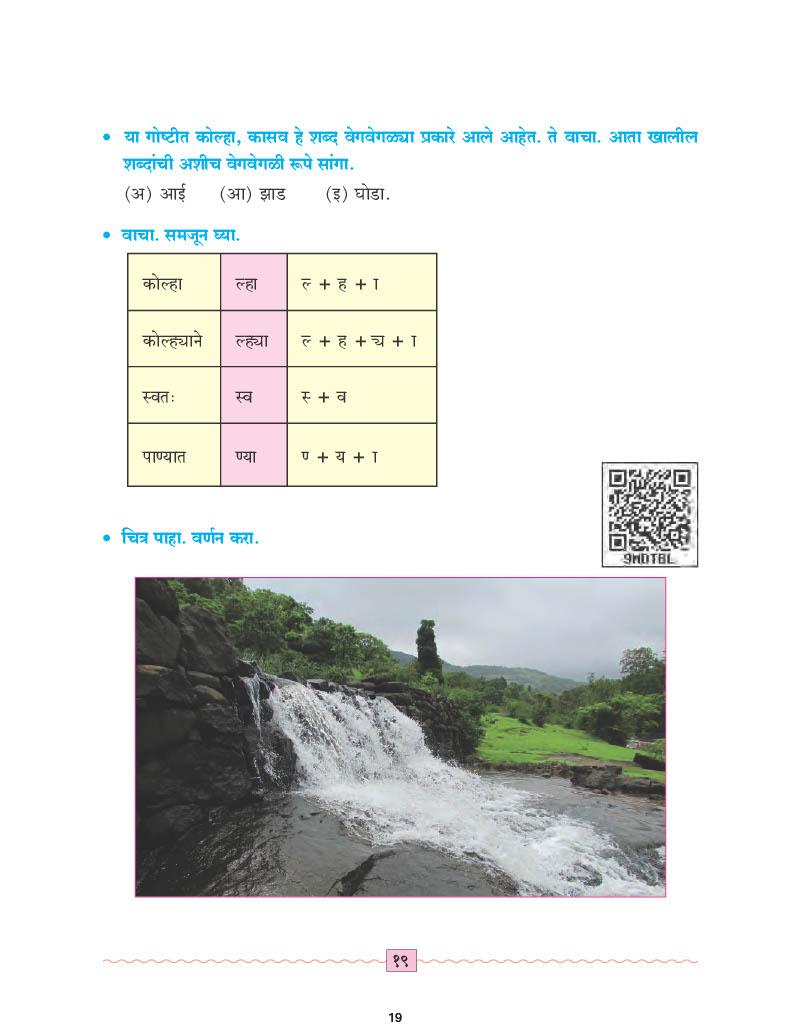 • या गोष्टीत कोल्हा, कासव हे शब्द वेगवेगळ्या प्रकारे आले आहेत. ते वाचा. आता खालील
शब्दांची अशीच वेगवेगळी रूपे सांगा.
(अ) आई (आ) झाड (इ) घोडा.
• वाचा. समजून घ्या.
कोल्हा ल्हा ल् + ह + ा
कोल्ह्याने ल्ह्या ल् + ह + ्य + ा
स्वतः स्व स् + व
पाण्यात ण्या ण् + य + ा
9MDTBL
• चित्र पाहा. वर्णन करा.
१९
19